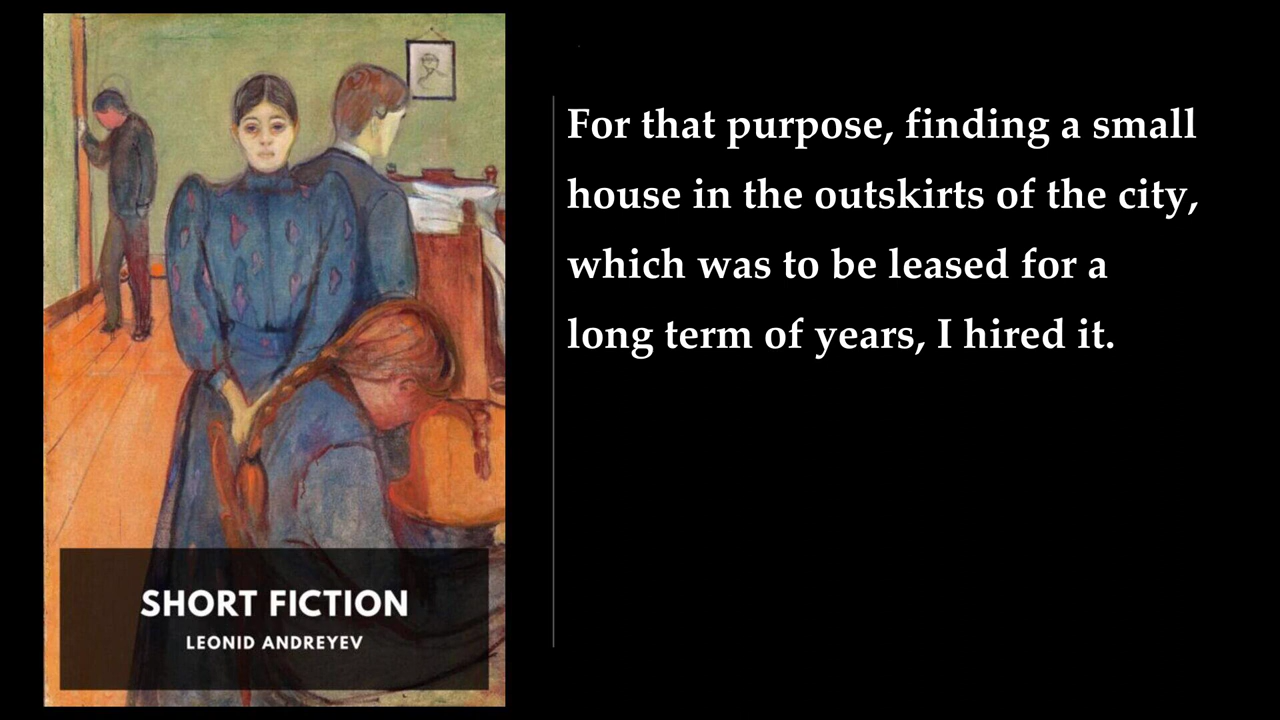 For that purpose, finding a small
house in the outskirts of the city,
which was to be leased for a
long term of years, I hired it.
SHORT FICTION
LEONID ANDREYEV